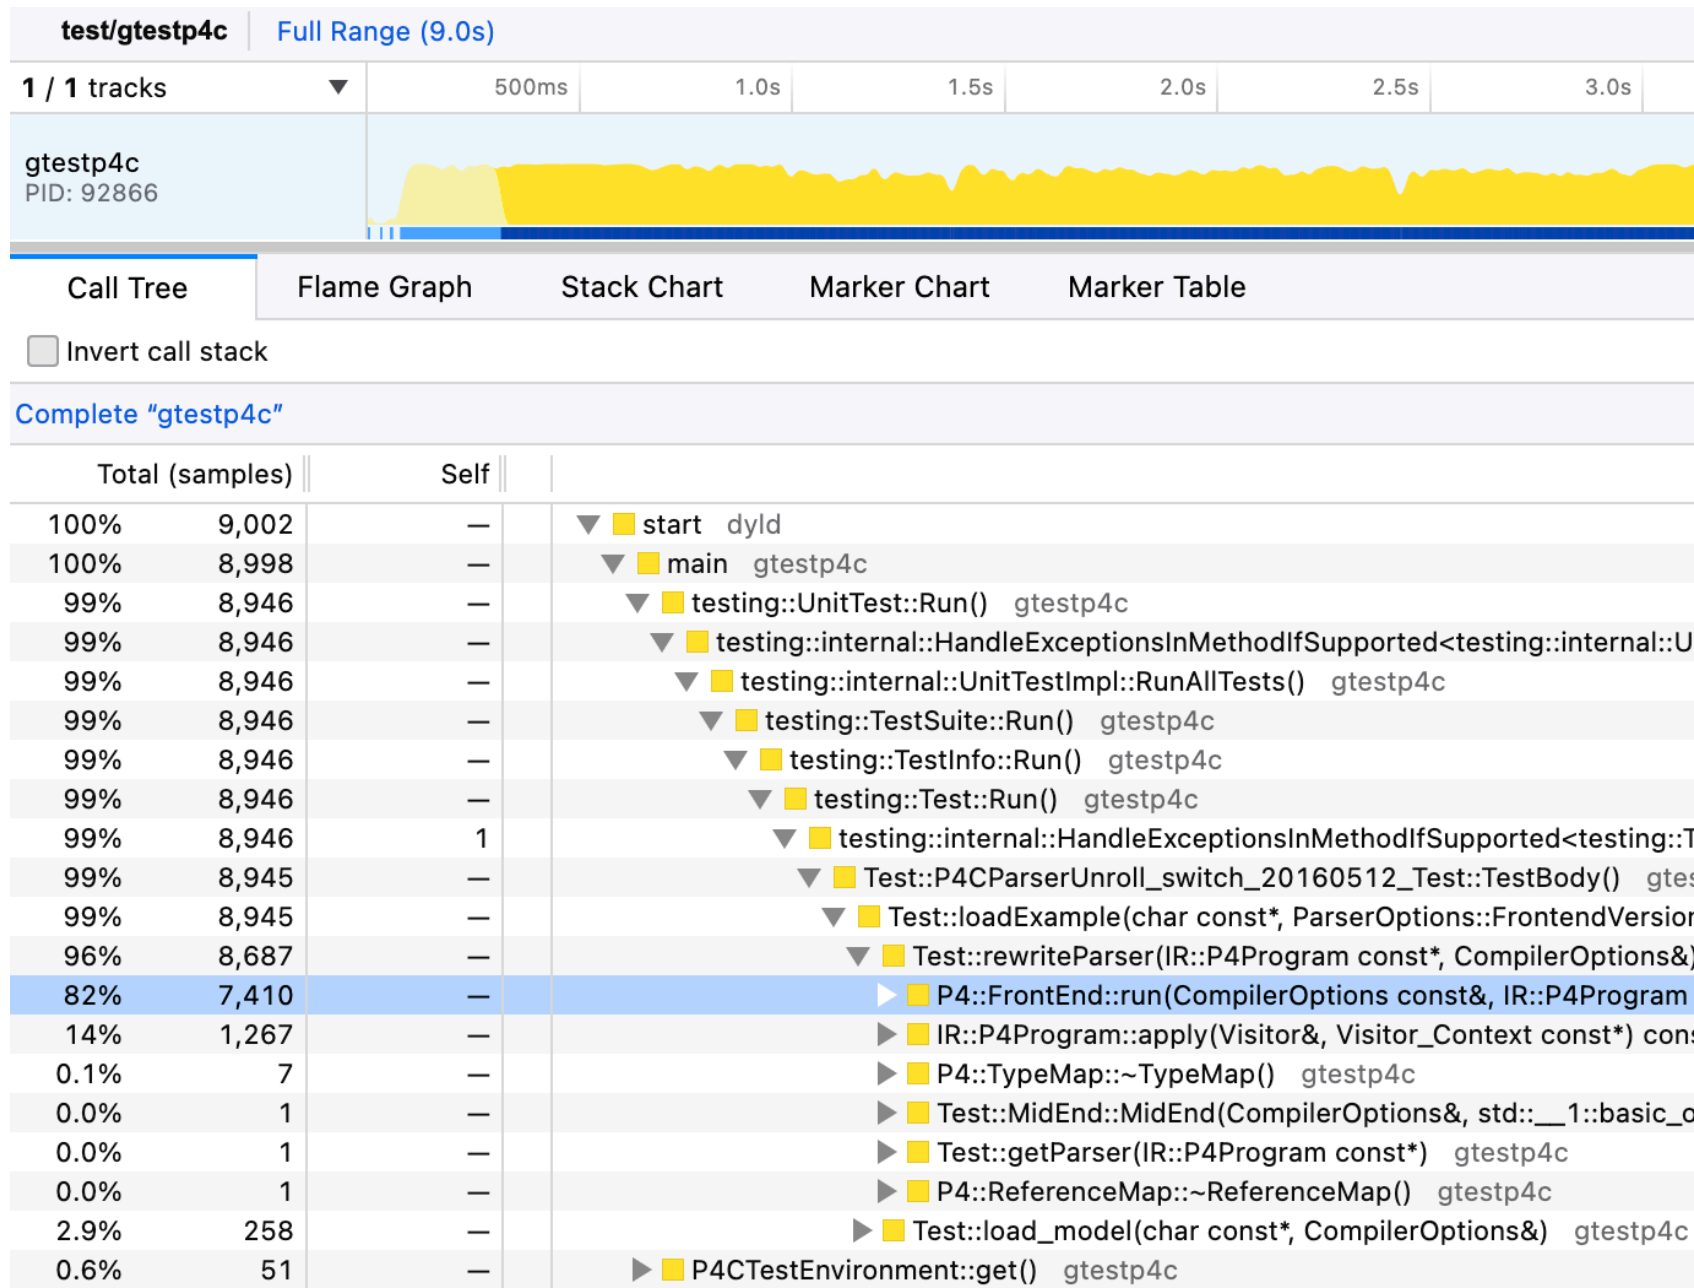 test/gtestp4c Full Range (9.0s)
1 / 1 tracks 500ms 1.0s 1.5s 2.0s 2.5s 3.0s
gtestp4c
PID: 92866
Call Tree Flame Graph Stack Chart Marker Chart Marker Table
Invert call stack
Complete “gtestp4c”
Total (samples) Self
100% 9,002 — start dyld
100% 8,998 — main gtestp4c
99% 8,946 — testing::UnitTest::Run() gtestp4c
99% 8,946 — testing::internal::HandleExceptionsInMethodIfSupported<testing::internal::U
99% 8,946 — testing::internal::UnitTestImpl::RunAllTests() gtestp4c
99% 8,946 — testing::TestSuite::Run() gtestp4c
99% 8,946 — testing::TestInfo::Run() gtestp4c
99% 8,946 — testing::Test::Run() gtestp4c
99% 8,946 1 testing::internal::HandleExceptionsInMethodIfSupported<testing::T
99% 8,945 — Test::P4CParserUnroll_switch_20160512_Test::TestBody() gtes
99% 8,945 — Test::loadExample(char const*, ParserOptions::FrontendVersion
96% 8,687 — Test::rewriteParser(IR::P4Program const*, CompilerOptions&)
82% 7,410 — P4::FrontEnd::run(CompilerOptions const&, IR::P4Program
14% 1,267 — IR::P4Program::apply(Visitor&, Visitor_Context const*) cons
0.1% 7 — P4::TypeMap::~TypeMap() gtestp4c
0.0% 1 — Test::MidEnd::MidEnd(CompilerOptions&, std::__1::basic_o
0.0% 1 — Test::getParser(IR::P4Program const*) gtestp4c
0.0% 1 — P4::ReferenceMap::~ReferenceMap() gtestp4c
2.9% 258 — Test::load_model(char const*, CompilerOptions&) gtestp4c
0.6% 51 — P4CTestEnvironment::get() gtestp4c